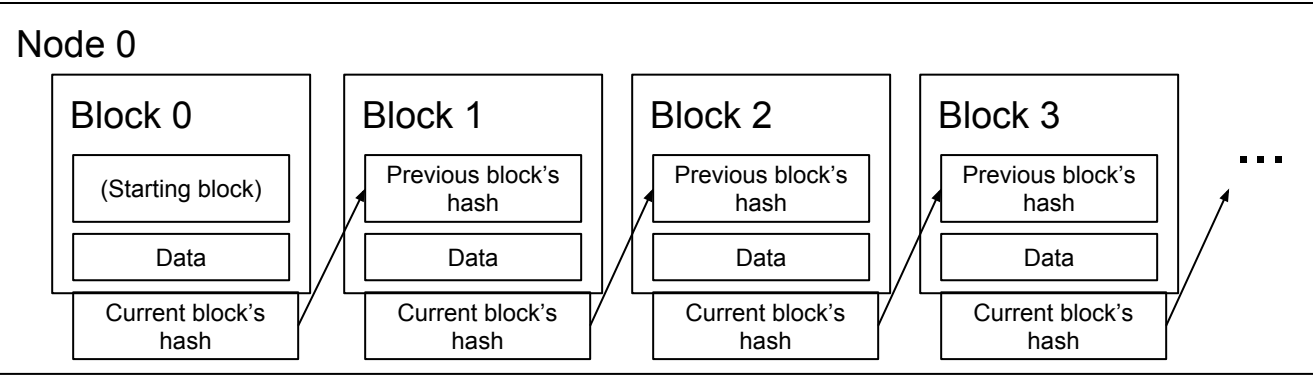 Node 0
Block 0
(Starting block)
Data
Current block's
hash
Block 1
Previous block's
hash
Data
Current block's
hash
Block 2
Previous block's
hash
Data
Current block's
hash
Block 3
Previous block's
hash
Data
Current block's
hash
...